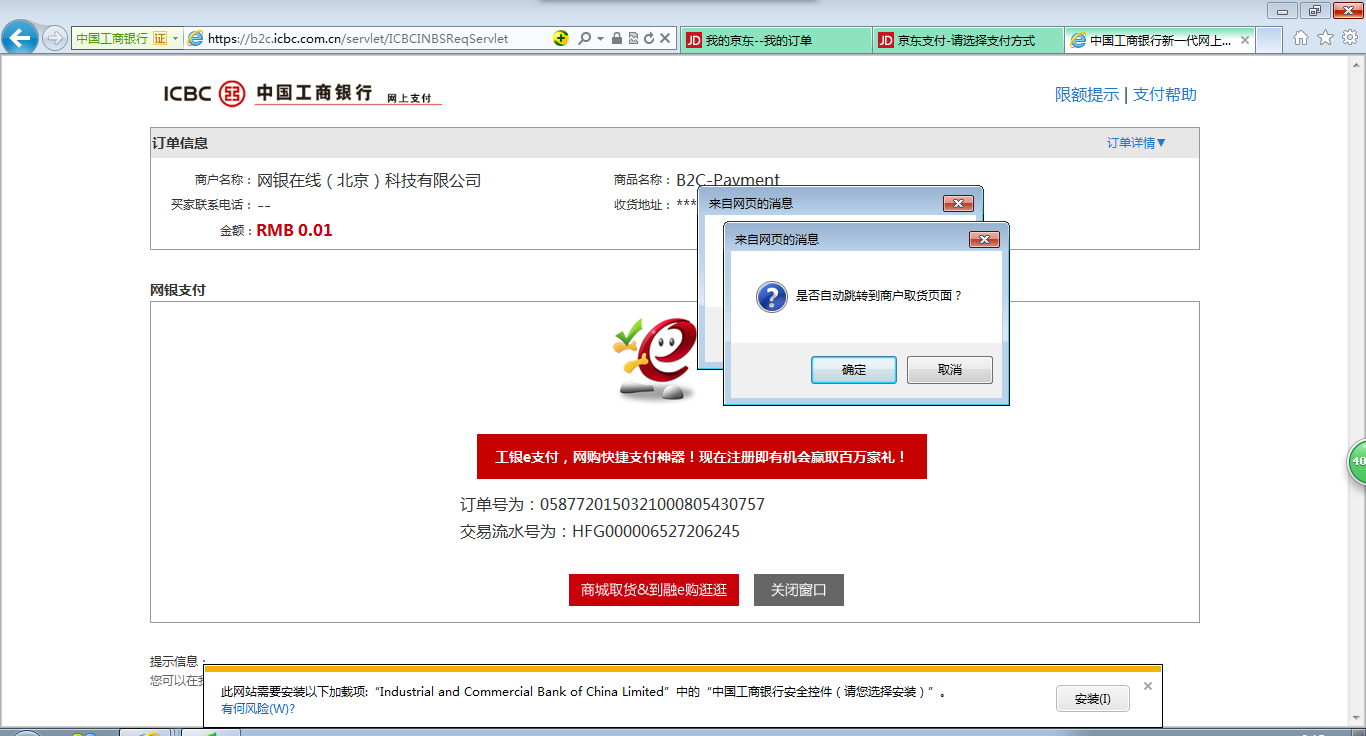 中国工商银行 证
https://b2c.icbc.com.cn/servlet/ICBCINBSReqServlet
JD 我的京东--我的订单
JD 京东支付-请选择支付方式
中国工商银行新一代网上...
ICBC 中国工商银行 网上支付
限额提示 | 支付帮助
订单信息
订单详情▼
商户名称：网银在线（北京）科技有限公司
商品名称：B2C-Payment
买家联系电话：--
收货地址：***
金额：RMB 0.01
来自网页的消息
来自网页的消息
是否自动跳转到商户取货页面？
确定
取消
网银支付
工银e支付，网购快捷支付神器！现在注册即有机会赢取百万豪礼！
订单号为：0587720150321000805430757
交易流水号为：HFG000006527206245
商城取货&到融e购逛逛
关闭窗口
40
提示信息：
您可以在
此网站需要安装以下加载项: “Industrial and Commercial Bank of China Limited”中的“中国工商银行安全控件（请您选择安装）”。
有何风险(W)?
安装(I)